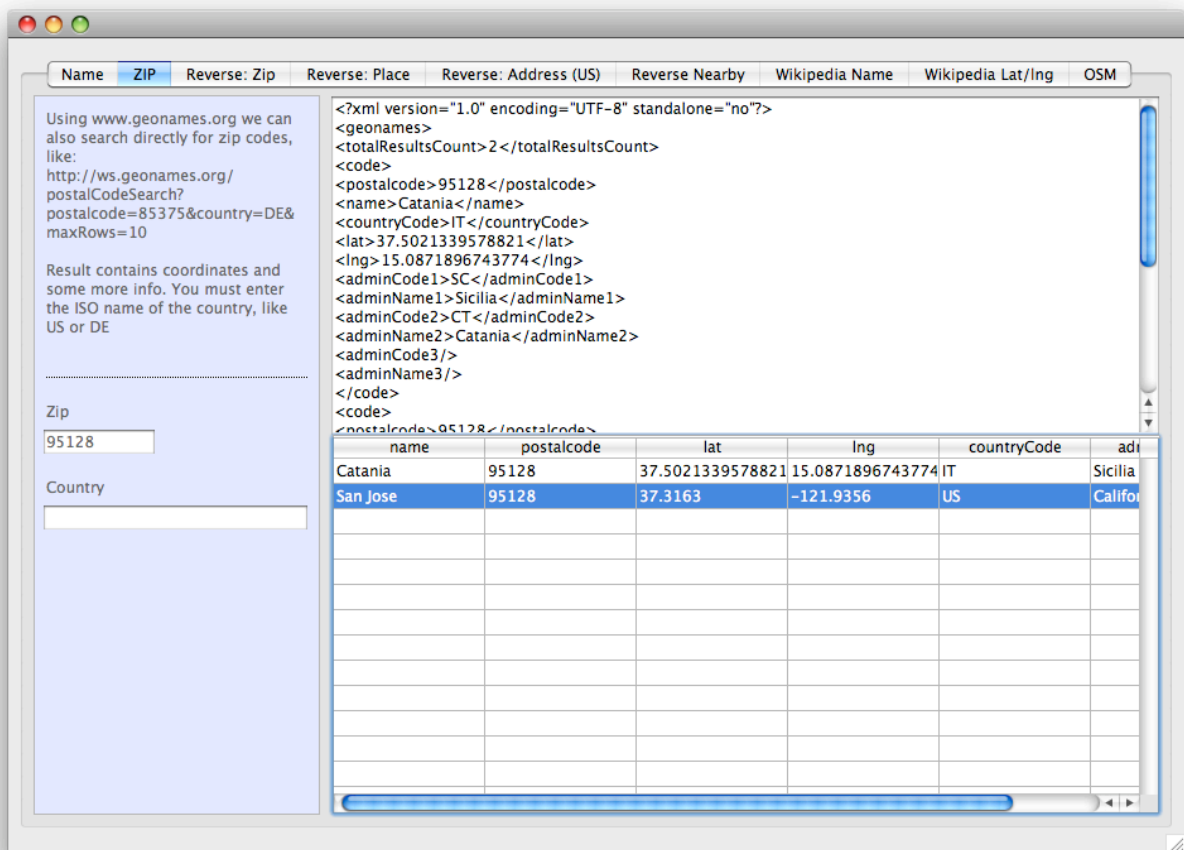 Name ZIP Reverse: Zip Reverse: Place Reverse: Address (US) Reverse Nearby Wikipedia Name Wikipedia Lat/lng OSM
Using www.geonames.org we can
also search directly for zip codes,
like:
http://ws.geonames.org/
postalCodeSearch?
postalcode=85375&country=DE&
maxRows=10
Result contains coordinates and
some more info. You must enter
the ISO name of the country, like
US or DE
Zip
95128
Country
<?xml version="1.0" encoding="UTF-8" standalone="no"?>
<geonames>
<totalResultsCount>2</totalResultsCount>
<code>
<postalcode>95128</postalcode>
<name>Catania</name>
<countryCode>IT</countryCode>
<lat>37.5021339578821</lat>
<lng>15.0871896743774</lng>
<adminCode1>SC</adminCode1>
<adminName1>Sicilia</adminName1>
<adminCode2>CT</adminCode2>
<adminName2>Catania</adminName2>
<adminCode3/>
<adminName3/>
</code>
<code>
<postalcode>95128</postalcode>
name postalcode lat lng countryCode adr
Catania 95128 37.5021339578821 15.0871896743774 IT Sicilia
San Jose 95128 37.3163 -121.9356 US Califor